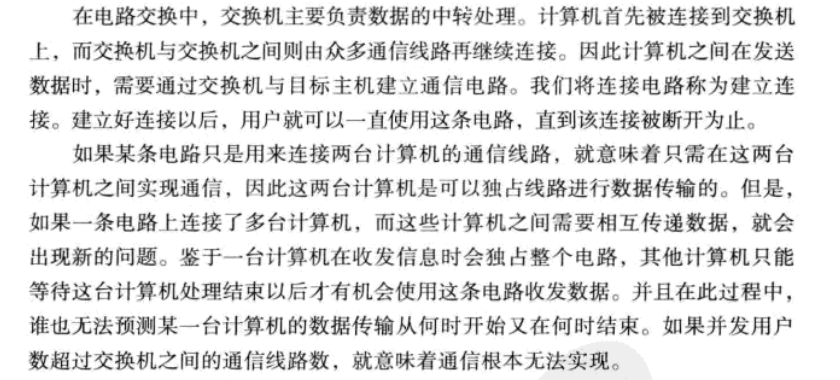 在电路交换中，交换机主要负责数据的中转处理。计算机首先被连接到交换机
上，而交换机与交换机之间则由众多通信线路再继续连接。因此计算机之间在发送
数据时，需要通过交换机与目标主机建立通信电路。我们将连接电路称为建立连
接。建立好连接以后，用户就可以一直使用这条电路，直到该连接被断开为止。
如果某条电路只是用来连接两台计算机的通信线路，就意味着只需在这两台
计算机之间实现通信，因此这两台计算机是可以独占线路进行数据传输的。但是，
如果一条电路上连接了多台计算机，而这些计算机之间需要相互传递数据，就会
出现新的问题。鉴于一台计算机在收发信息时会独占整个电路，其他计算机只能
等待这台计算机处理结束以后才有机会使用这条电路收发数据。并且在此过程中，
谁也无法预测某一台计算机的数据传输从何时开始又在何时结束。如果并发用户
数超过交换机之间的通信线路数，就意味着通信根本无法实现。